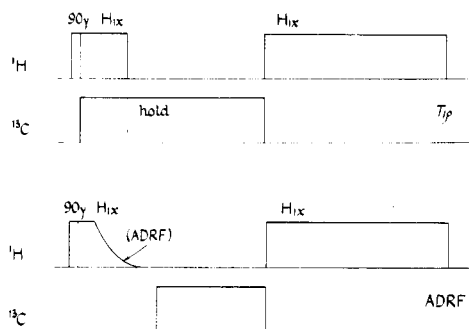 90y H₁ₓ H₁ₓ
¹H
hold T₁ρ
¹³C
90y H₁ₓ H₁ₓ
(ADRF)
¹H
ADRF
¹³C